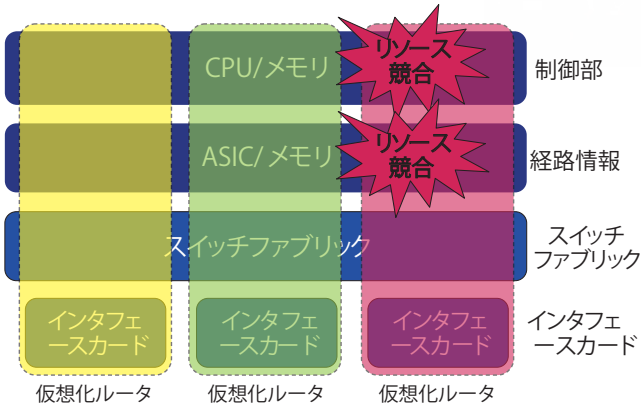 リソース
競合
CPU/メモリ
制御部
リソース
競合
ASIC/メモリ
経路情報
スイッチファブリック
スイッチ
ファブリック
インタフェ
ースカード
インタフェ
ースカード
インタフェ
ースカード
インタフェ
ースカード
仮想化ルータ
仮想化ルータ
仮想化ルータ